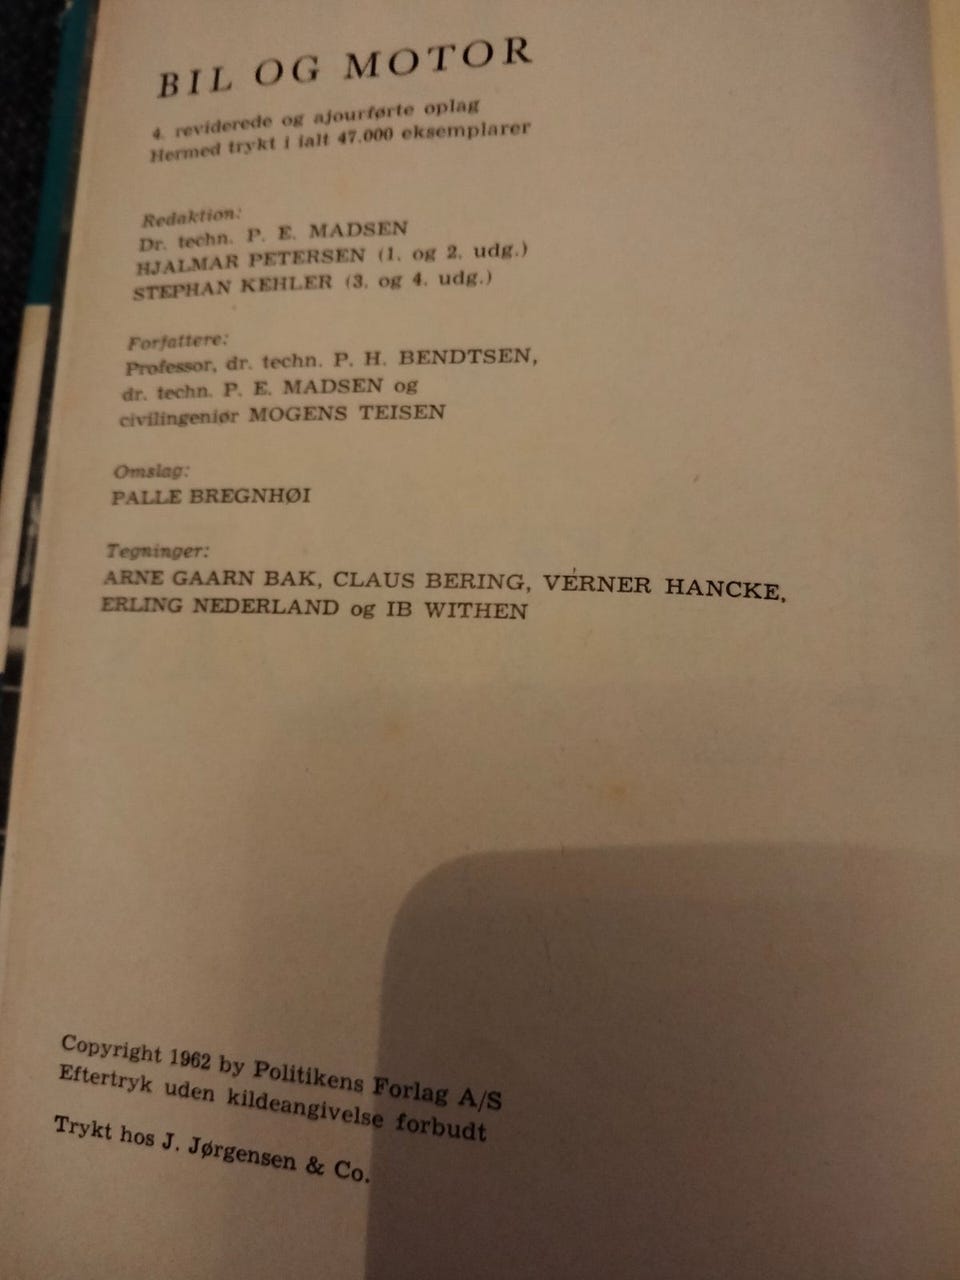 BIL OG MOTOR
4. reviderede og ajourførte oplag
Hermed trykt i ialt 47.000 eksemplarer
Redaktion:
Dr. techn. P. E. MADSEN
HJALMAR PETERSEN (1. og 2. udg.)
STEPHAN KEHLER (3. og 4. udg.)
Forfattere:
Professor, dr. techn. P. H. BENDTSEN,
dr. techn. P. E. MADSEN og
civilingeniør MOGENS TEISEN
Omslag:
PALLE BREGNHØI
Tegninger:
ARNE GAARN BAK, CLAUS BERING, VERNER HANCKE,
ERLING NEDERLAND og IB WITHEN
Copyright 1962 by Politikens Forlag A/S
Eftertryk uden kildeangivelse forbudt
Trykt hos J. Jørgensen & Co.